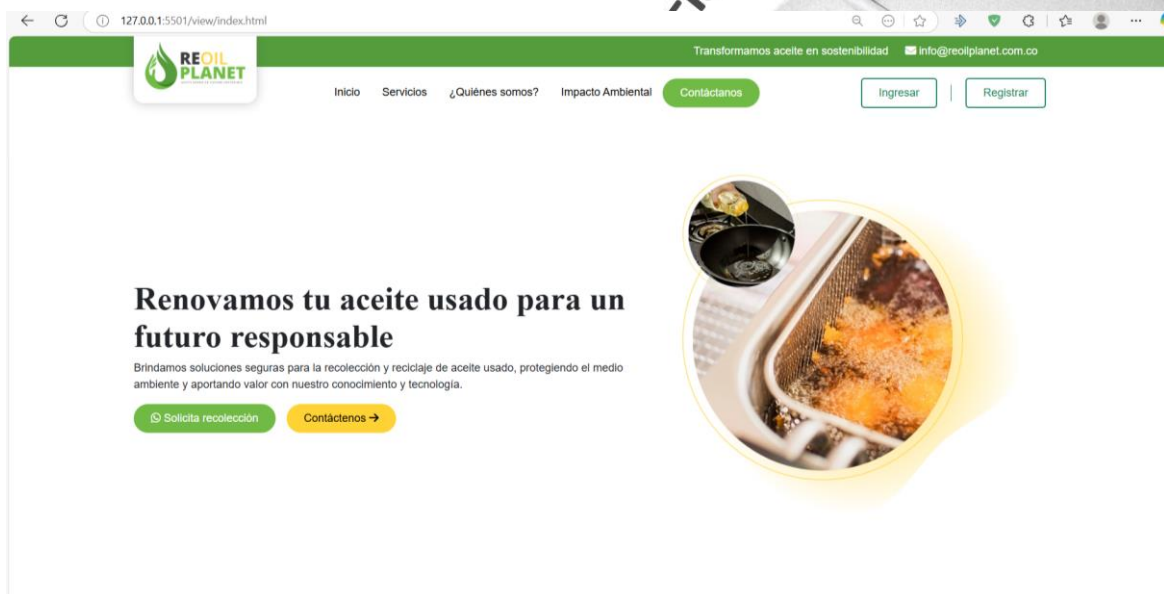 127.0.0.1:5501/view/index.html
Transformamos aceite en sostenibilidad info@reoilplanet.com.co
REOIL
PLANET
Inicio Servicios ¿Quiénes somos? Impacto Ambiental Contáctanos Ingresar | Registrar
Renovamos tu aceite usado para un
futuro responsable
Brindamos soluciones seguras para la recolección y reciclaje de aceite usado, protegiendo el medio
ambiente y aportando valor con nuestro conocimiento y tecnología.
Solicita recolección Contáctenos →